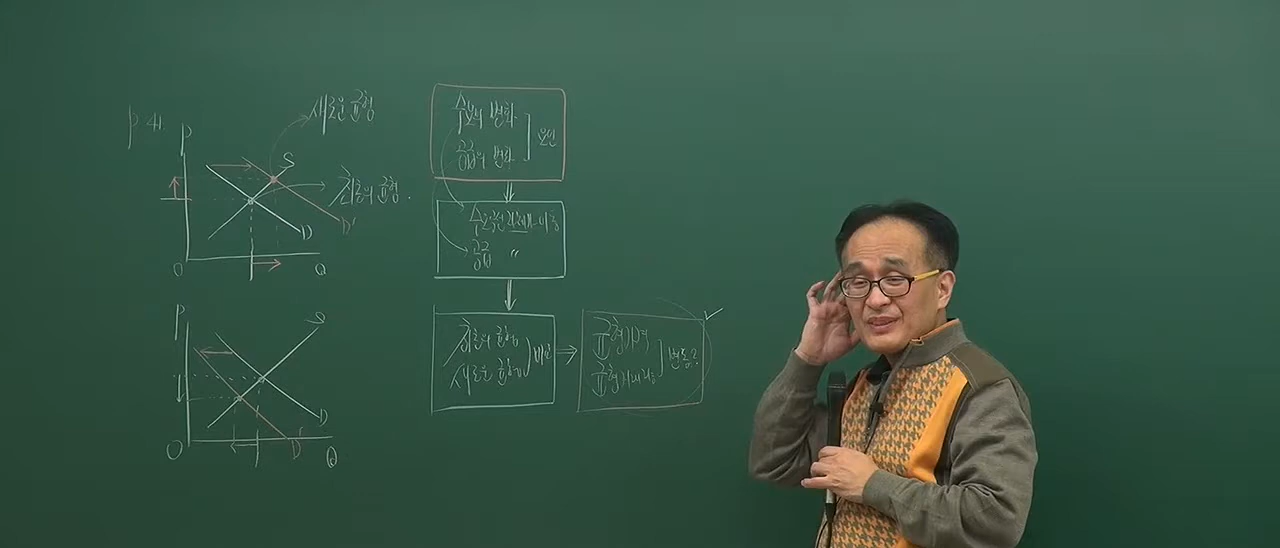 P.41
P
새로운 균형
S
최초의 균형
D
D'
O
Q
P
S
D
D'
O
Q
수요의 변화
공급의 변화
요인
수요곡선 자체가 이동
공급 〃
최초의 균형
새로운 균형
비교
균형가격
균형거래량
변동?